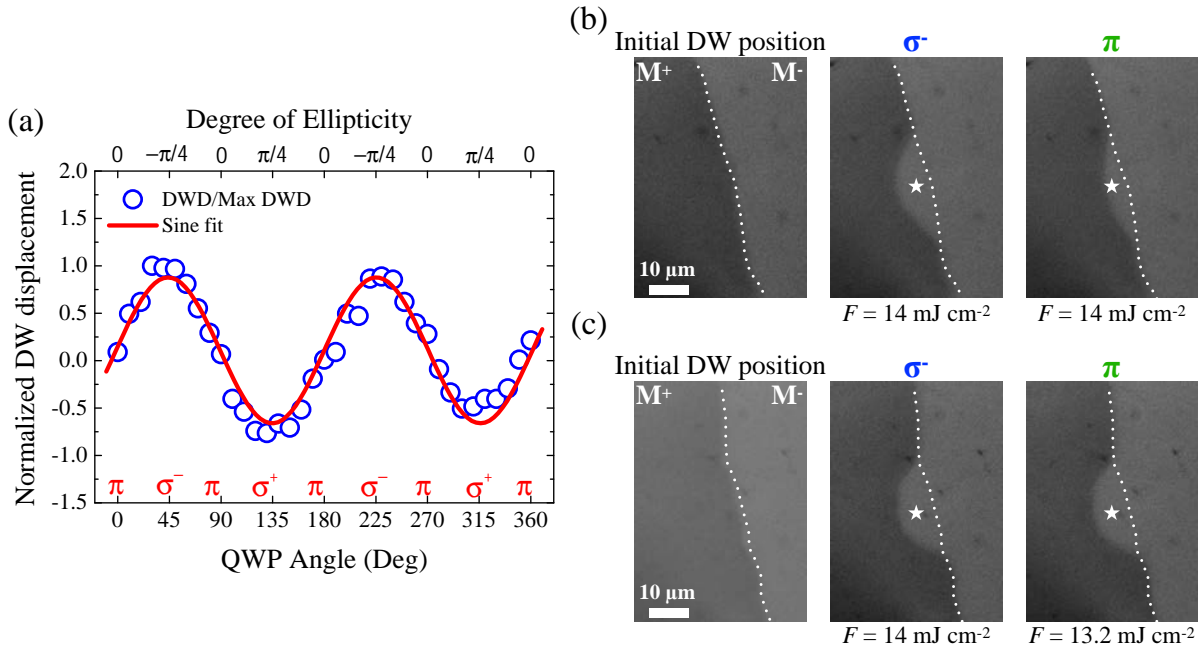 (a)
Degree of Ellipticity
0 −π/4 0 π/4 0 −π/4 0 π/4 0
2.0
1.5
1.0
0.5
0.0
-0.5
-1.0
-1.5
Normalized DW displacement
DWD/Max DWD
Sine fit
π σ⁻ π σ⁺ π σ⁻ π σ⁺ π
0 45 90 135 180 225 270 315 360
QWP Angle (Deg)
(b)
Initial DW position σ⁻ π
M⁺ M⁻
10 µm
F = 14 mJ cm⁻² F = 14 mJ cm⁻²
(c)
Initial DW position σ⁻ π
M⁺ M⁻
10 µm
F = 14 mJ cm⁻² F = 13.2 mJ cm⁻²